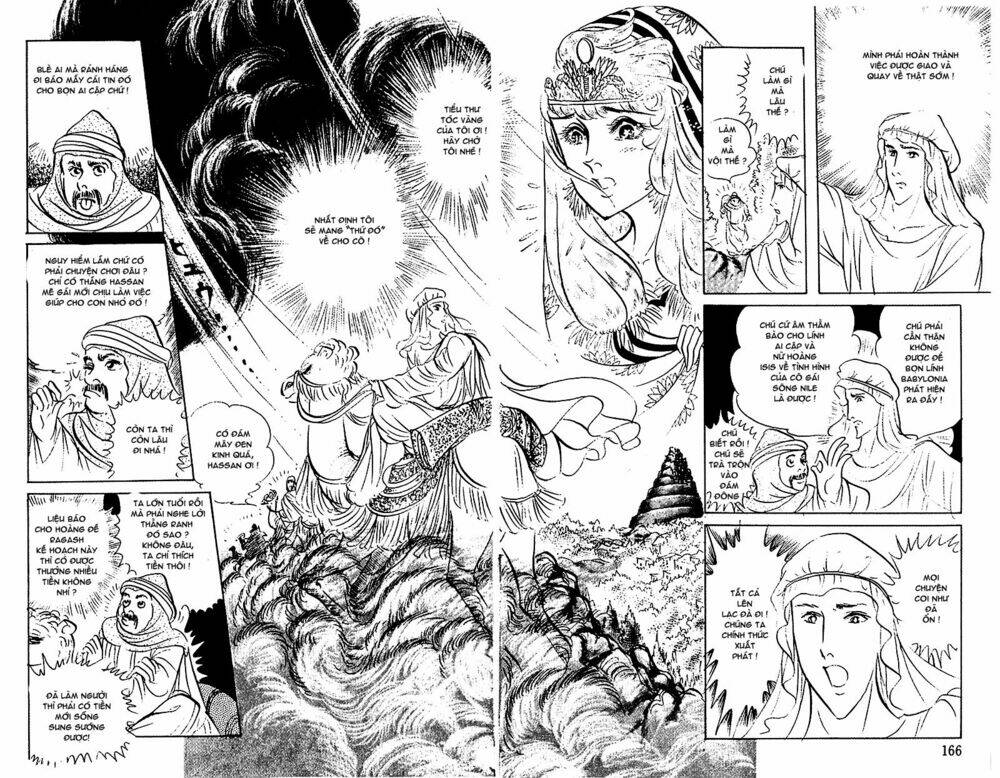 MÌNH PHẢI HOÀN THÀNH
VIỆC ĐƯỢC GIAO VÀ
QUAY VỀ THẬT SỚM !
CHÚ
LÀM GÌ
MÀ
LÂU THẾ ?
LÀM
GÌ
MÀ
VỘI THẾ ?
CHÚ PHẢI
CẨN THẬN
KHÔNG
ĐƯỢC ĐỂ
BỌN LÍNH
BABYLONIA
PHÁT HIỆN
RA ĐẤY !
CHÚ CỨ ÂM THẦM
BÁO CHO LÍNH
AI CẬP VÀ
NỮ HOÀNG
ISIS VỀ TÌNH HÌNH
CỦA CÔ GÁI
SÔNG NILE
LÀ ĐƯỢC !
CHÚ
BIẾT RỒI !
CHÚ SẼ
TRÀ TRỘN
VÀO
ĐÁM
ĐÔNG !
MỌI
CHUYỆN
COI NHƯ
ĐÃ
ỔN !
TẤT CẢ
LÊN
LẠC ĐÀ ĐI !
CHÚNG TA
CHÍNH THỨC
XUẤT
PHÁT !
166
TIỂU THƯ
TÓC VÀNG
CỦA TÔI ƠI !
HÃY CHỜ
TÔI NHÉ !
NHẤT ĐỊNH TÔI
SẼ MANG "THỨ ĐÓ"
VỀ CHO CÔ !
CÓ ĐÁM
MÂY ĐEN
KINH QUÁ,
HASSAN ƠI !
BLÈ AI MÀ RẢNH HÁNG
ĐI BÁO MẤY CÁI TIN ĐÓ
CHO BỌN AI CẬP CHỨ !
NGUY HIỂM LẮM CHỨ CÓ
PHẢI CHUYỆN CHƠI ĐÂU ?
CHỈ CÓ THẰNG HASSAN
MÊ GÁI MỚI CHỊU LÀM VIỆC
GIÚP CHO CON NHỎ ĐÓ !
CÒN TA THÌ
CÒN LÂU
ĐI NHÁ !
TA LỚN TUỔI RỒI
MÀ PHẢI NGHE LỜI
THẰNG RANH
ĐÓ SAO ?
KHÔNG ĐÂU,
TA CHỈ THÍCH
TIỀN THÔI !
LIỆU BÁO
CHO HOÀNG ĐẾ
RAGASH
KẾ HOẠCH NÀY
THÌ CÓ ĐƯỢC
THƯỞNG NHIỀU
TIỀN KHÔNG
NHỈ ?
ĐÃ LÀM NGƯỜI
THÌ PHẢI CÓ TIỀN
MỚI SỐNG
SUNG SƯỚNG
ĐƯỢC!